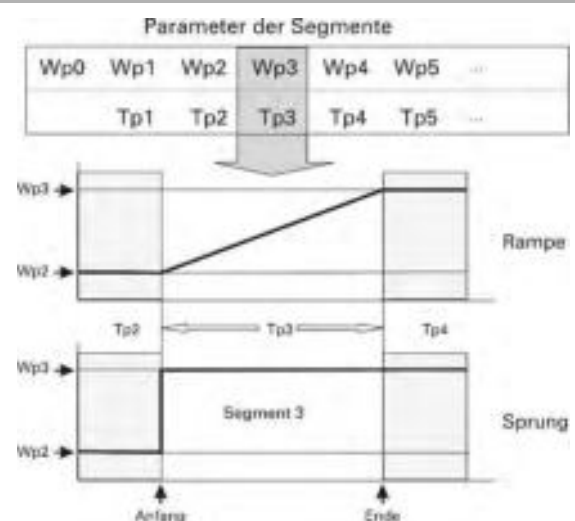 Parameter der Segmente
Wp0 Wp1 Wp2 Wp3 Wp4 Wp5 ...
Tp1 Tp2 Tp3 Tp4 Tp5 ...
Wp3
Rampe
Wp2
Tp2 Tp3 Tp4
Wp3
Segment 3
Sprung
Wp2
Anfang Ende